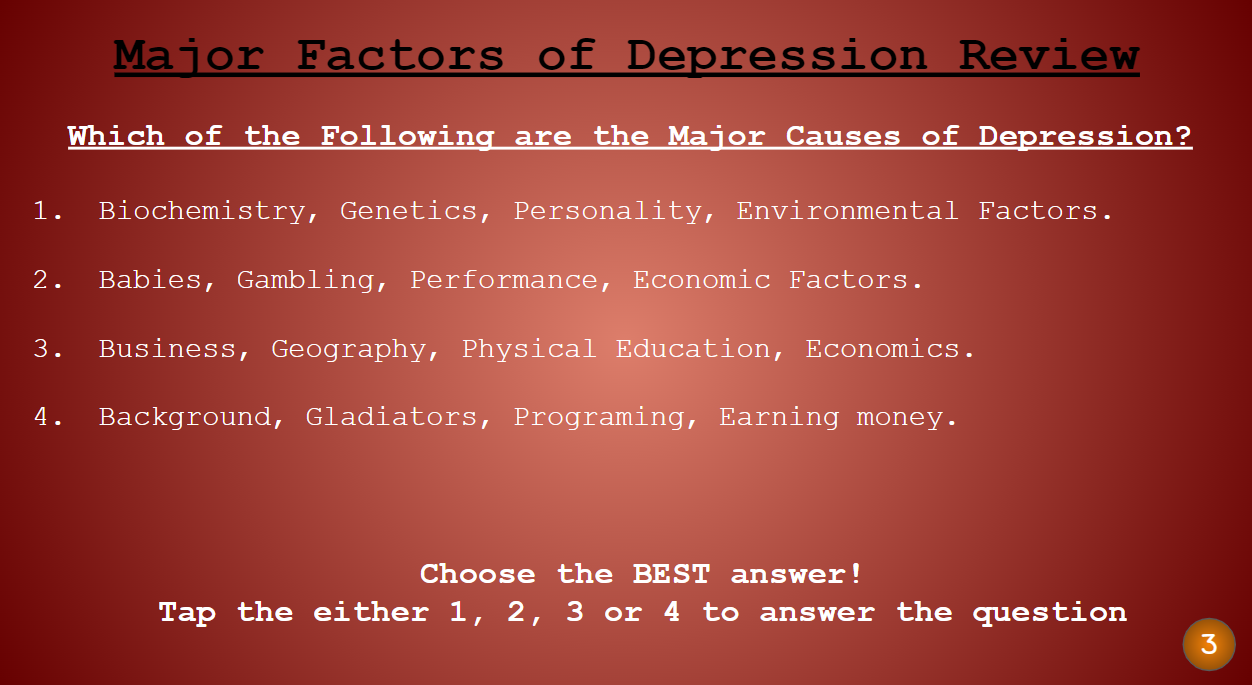 Major Factors of Depression Review
Which of the Following are the Major Causes of Depression?
1. Biochemistry, Genetics, Personality, Environmental Factors.
2. Babies, Gambling, Performance, Economic Factors.
3. Business, Geography, Physical Education, Economics.
4. Background, Gladiators, Programing, Earning money.
Choose the BEST answer!
Tap the either 1, 2, 3 or 4 to answer the question
3